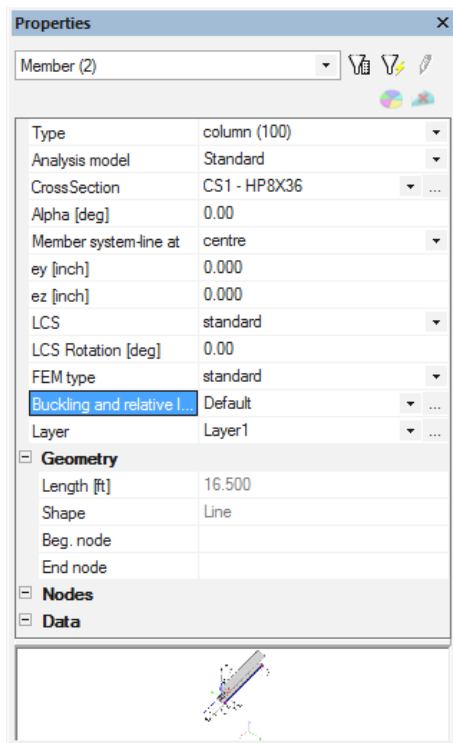 Properties
Member (2)
Type column (100)
Analysis model Standard
CrossSection CS1 - HP8X36 ...
Alpha [deg] 0.00
Member system-line at centre
ey [inch] 0.000
ez [inch] 0.000
LCS standard
LCS Rotation [deg] 0.00
FEM type standard
Buckling and relative l... Default ...
Layer Layer1 ...
Geometry
Length [ft] 16.500
Shape Line
Beg. node
End node
Nodes
Data